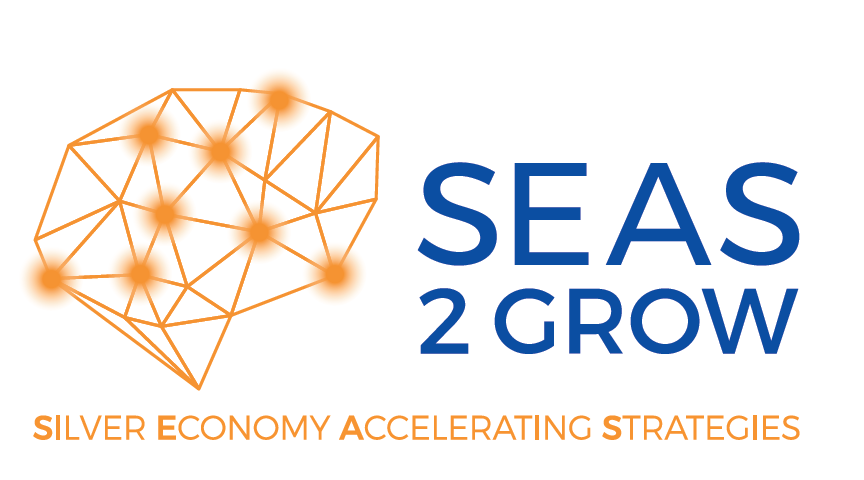 SEAS
2 GROW
SILVER ECONOMY ACCELERATING STRATEGIES